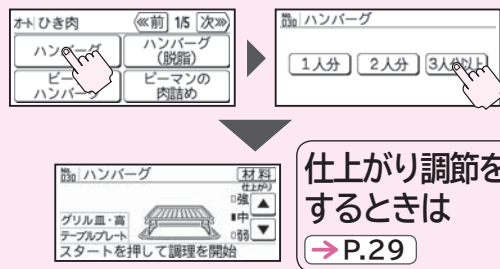 オート ひき肉 ≪前 1/5 次≫
ハンバーグ ハンバーグ
(脱脂)
ハンバーグ ピーマンの
肉詰め
No.030 ハンバーグ
1人分 2人分 3人分以上
No.030 ハンバーグ 材料
仕上がり
強
中
弱
グリル皿・高
テーブルプレート
スタートを押して調理を開始
仕上がり調節を
するときは
→P.29